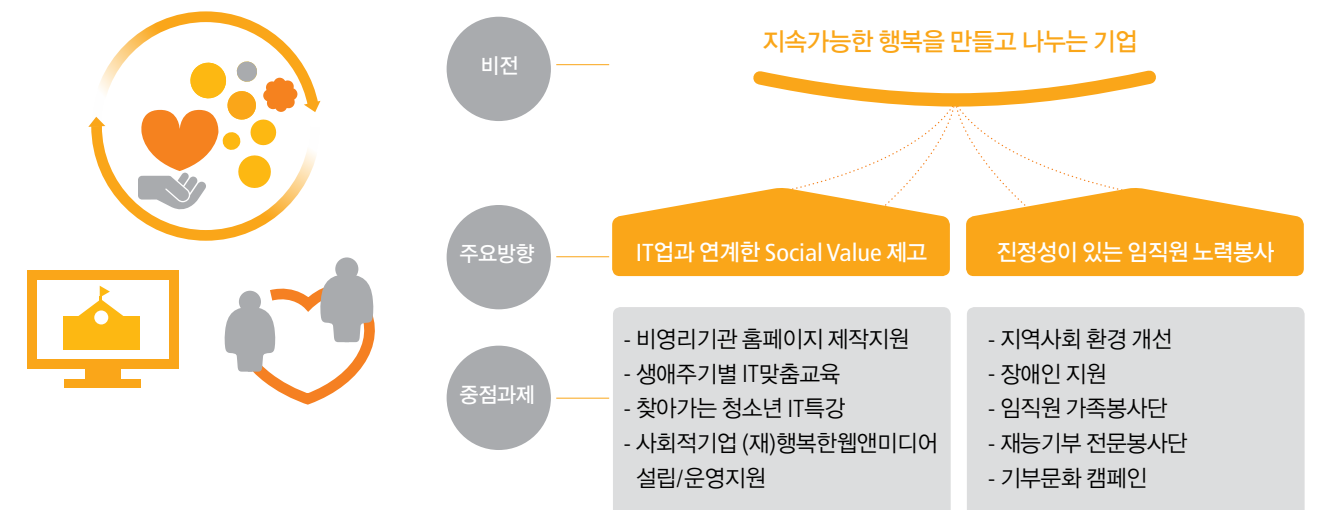 비전
지속가능한 행복을 만들고 나누는 기업
주요방향
IT업과 연계한 Social Value 제고
진정성이 있는 임직원 노력봉사
중점과제
- 비영리기관 홈페이지 제작지원
- 생애주기별 IT맞춤교육
- 찾아가는 청소년 IT특강
- 사회적기업 (재)행복한웹앤미디어
설립/운영지원
- 지역사회 환경 개선
- 장애인 지원
- 임직원 가족봉사단
- 재능기부 전문봉사단
- 기부문화 캠페인